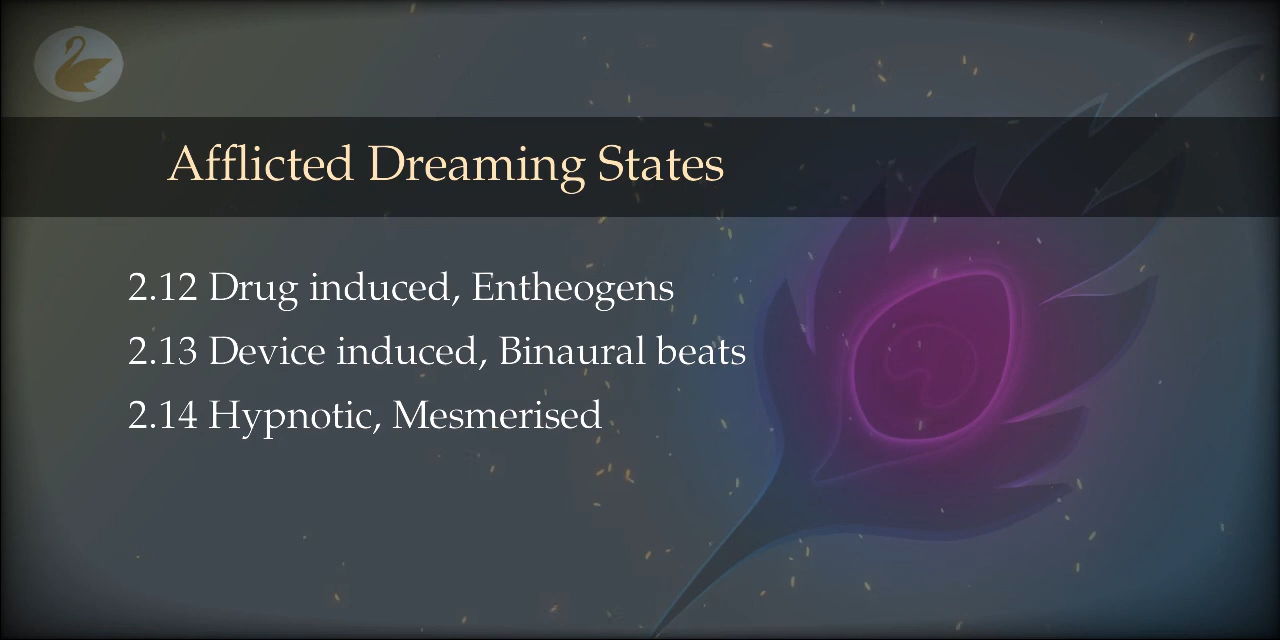 Afflicted Dreaming States
2.12 Drug induced, Entheogens
2.13 Device induced, Binaural beats
2.14 Hypnotic, Mesmerised